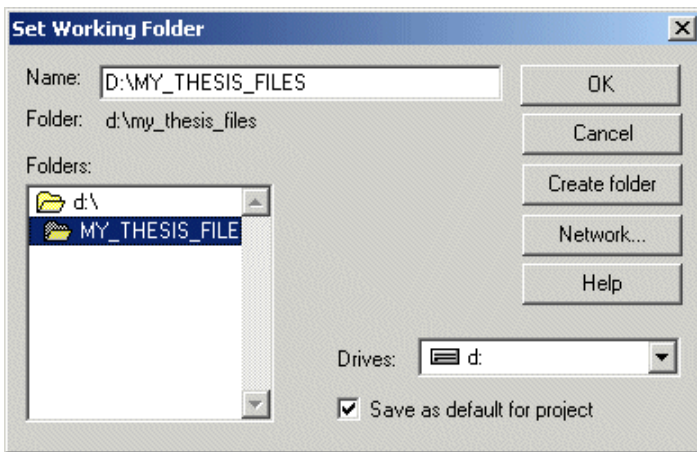 Set Working Folder
Name: D:\MY_THESIS_FILES
Folder: d:\my_thesis_files
Folders:
d:\
MY_THESIS_FILE
OK
Cancel
Create folder
Network...
Help
Drives: d:
Save as default for project